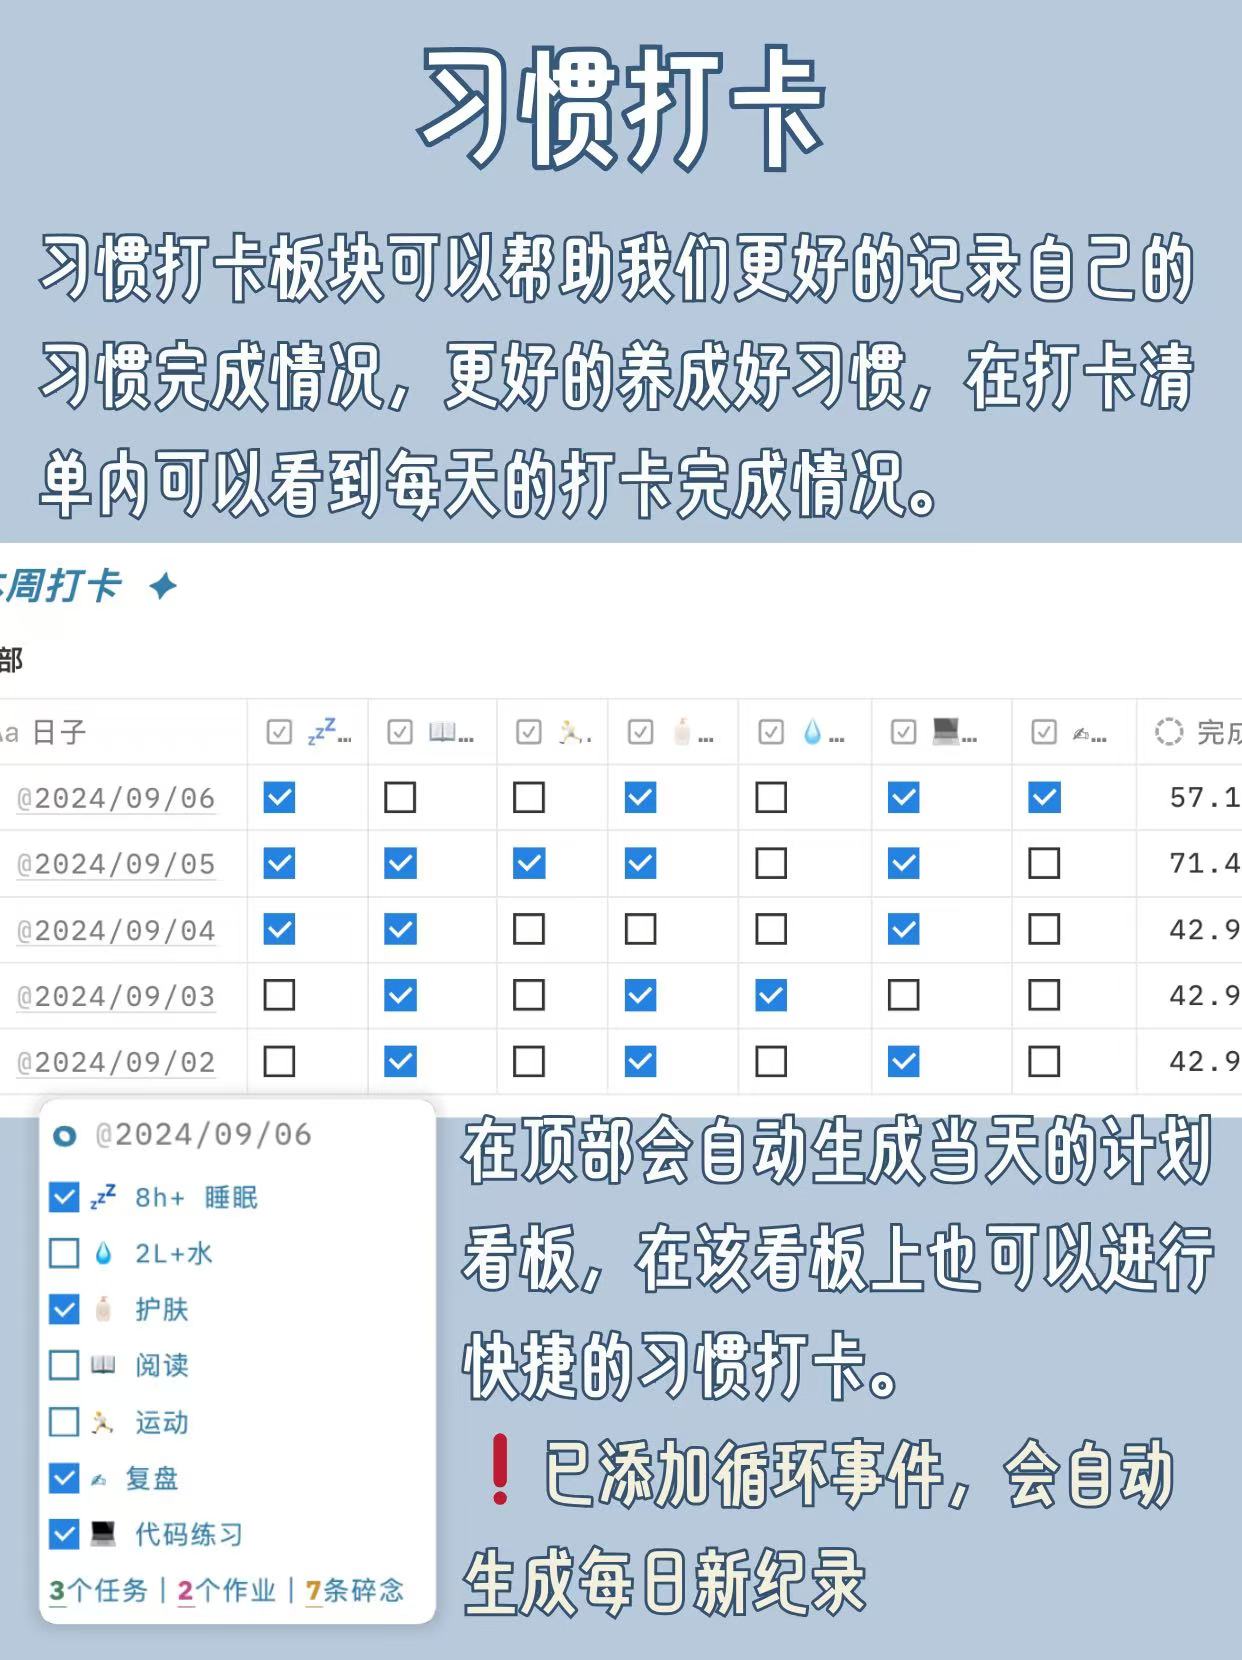 习惯打卡
习惯打卡板块可以帮助我们更好的记录自己的
习惯完成情况，更好的养成好习惯，在打卡清
单内可以看到每天的打卡完成情况。
周打卡
部
Aa 日子 ... ... ... ... ... ... ... 完成
@2024/09/06 57.1
@2024/09/05 71.4
@2024/09/04 42.9
@2024/09/03 42.9
@2024/09/02 42.9
@2024/09/06
8h+ 睡眠
2L+水
护肤
阅读
运动
复盘
代码练习
3个任务｜2个作业｜7条碎念
在顶部会自动生成当天的计划
看板，在该看板上也可以进行
快捷的习惯打卡。
❗已添加循环事件，会自动
生成每日新纪录